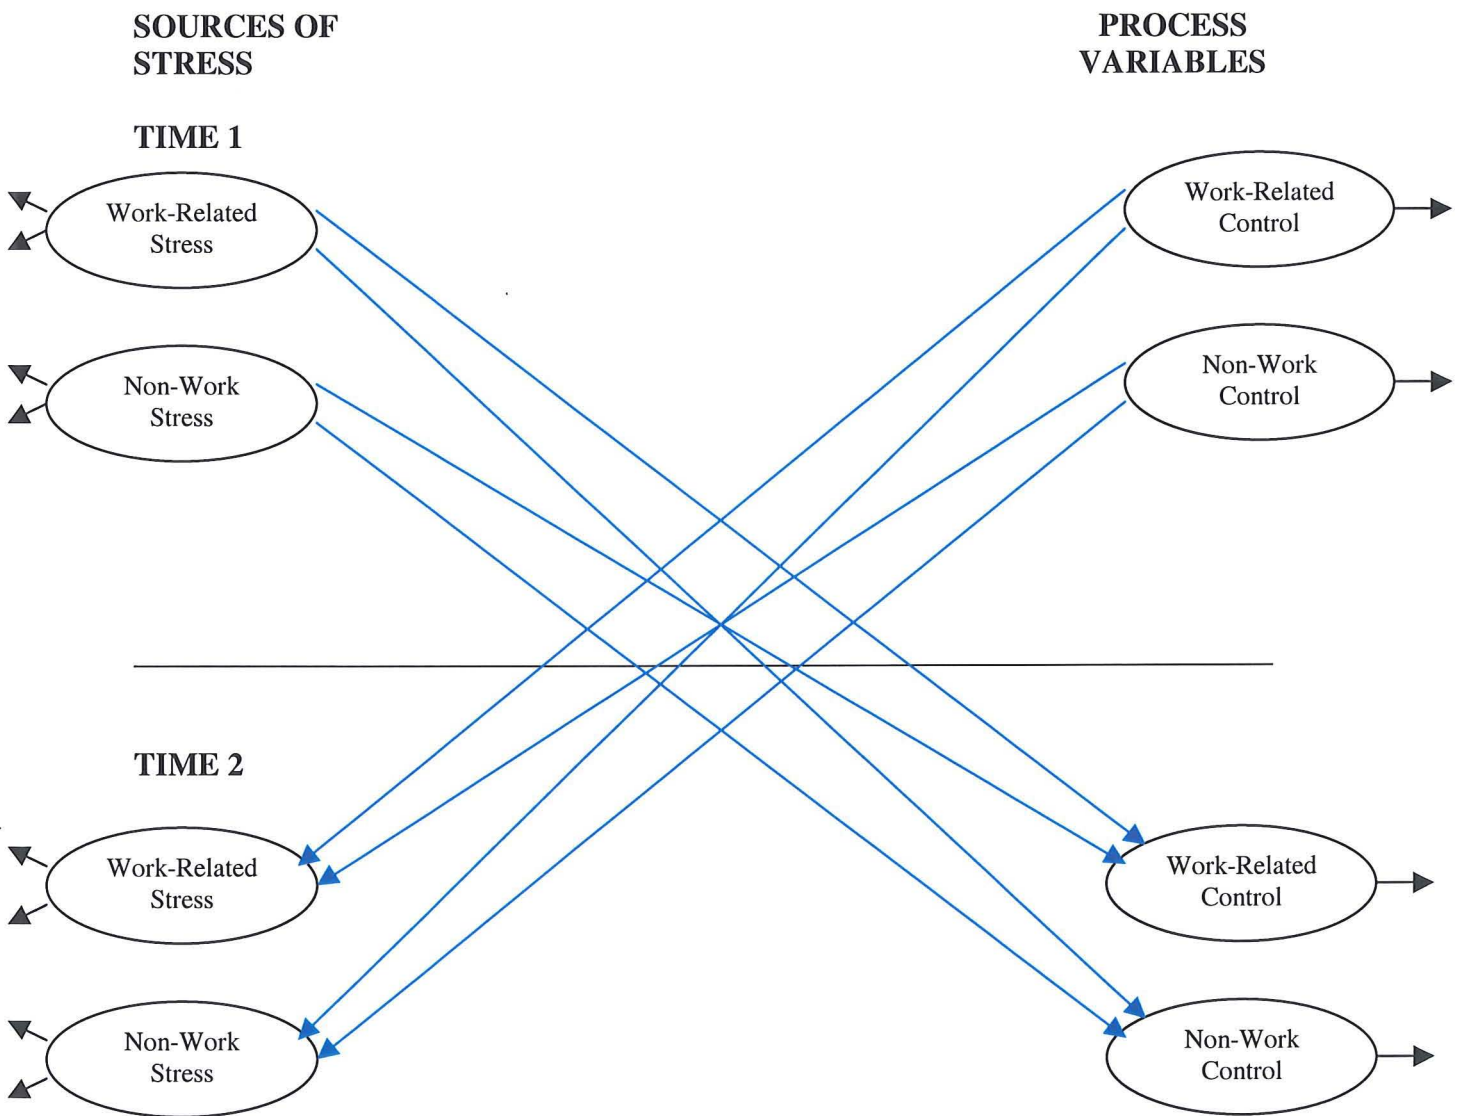 SOURCES OF
STRESS
PROCESS
VARIABLES
TIME 1
Work-Related
Stress
Work-Related
Control
Non-Work
Stress
Non-Work
Control
TIME 2
Work-Related
Stress
Work-Related
Control
Non-Work
Stress
Non-Work
Control